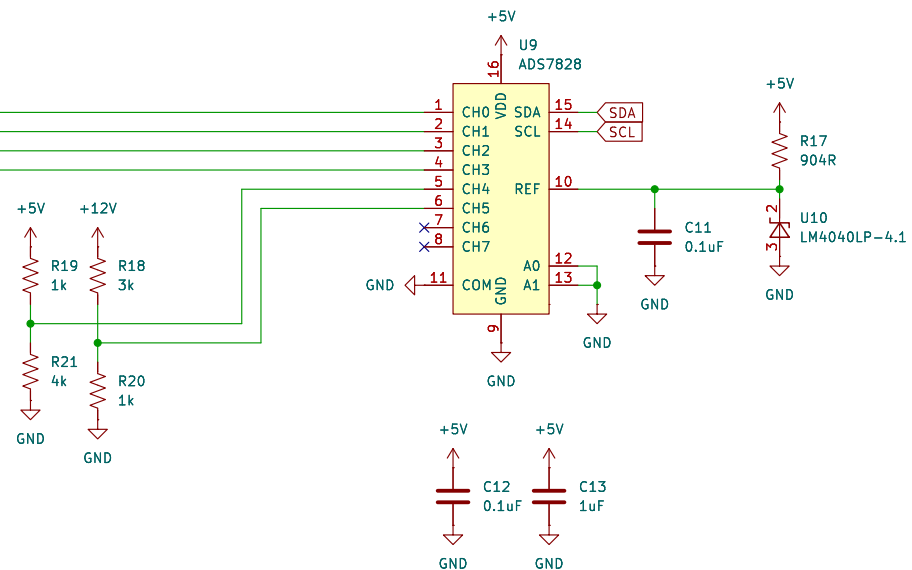 +5V
U9
ADS7828
16
VDD
1 CH0
2 CH1
3 CH2
4 CH3
5 CH4
6 CH5
7 CH6
8 CH7
GND 11 COM
GND
9
GND
SDA 15 SDA
SCL 14 SCL
REF 10
A0 12
A1 13
GND
C11
0.1uF
GND
+5V
R17
904R
2
U10
LM4040LP-4.1
3
GND
+5V
R19
1k
R21
4k
GND
+12V
R18
3k
R20
1k
GND
+5V
C12
0.1uF
GND
+5V
C13
1uF
GND